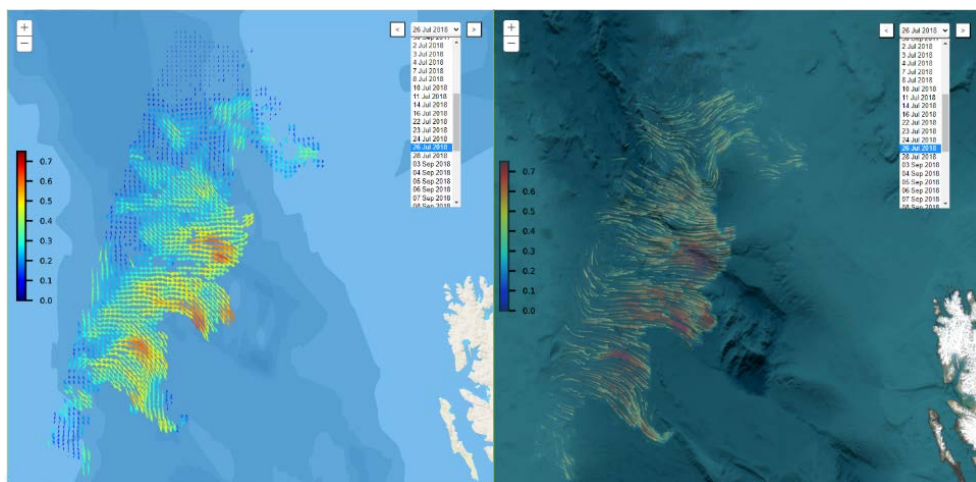 +
−
<
26 Jul 2018
>
2 Jul 2018
3 Jul 2018
4 Jul 2018
7 Jul 2018
8 Jul 2018
10 Jul 2018
11 Jul 2018
14 Jul 2018
16 Jul 2018
22 Jul 2018
23 Jul 2018
24 Jul 2018
26 Jul 2018
28 Jul 2018
03 Sep 2018
04 Sep 2018
05 Sep 2018
06 Sep 2018
07 Sep 2018
08 Sep 2018
0.7
0.6
0.5
0.4
0.3
0.2
0.1
0.0
+
−
<
26 Jul 2018
>
2 Jul 2018
3 Jul 2018
4 Jul 2018
7 Jul 2018
8 Jul 2018
10 Jul 2018
11 Jul 2018
14 Jul 2018
16 Jul 2018
22 Jul 2018
23 Jul 2018
24 Jul 2018
26 Jul 2018
28 Jul 2018
03 Sep 2018
04 Sep 2018
05 Sep 2018
06 Sep 2018
07 Sep 2018
08 Sep 2018
0.7
0.6
0.5
0.4
0.3
0.2
0.1
0.0